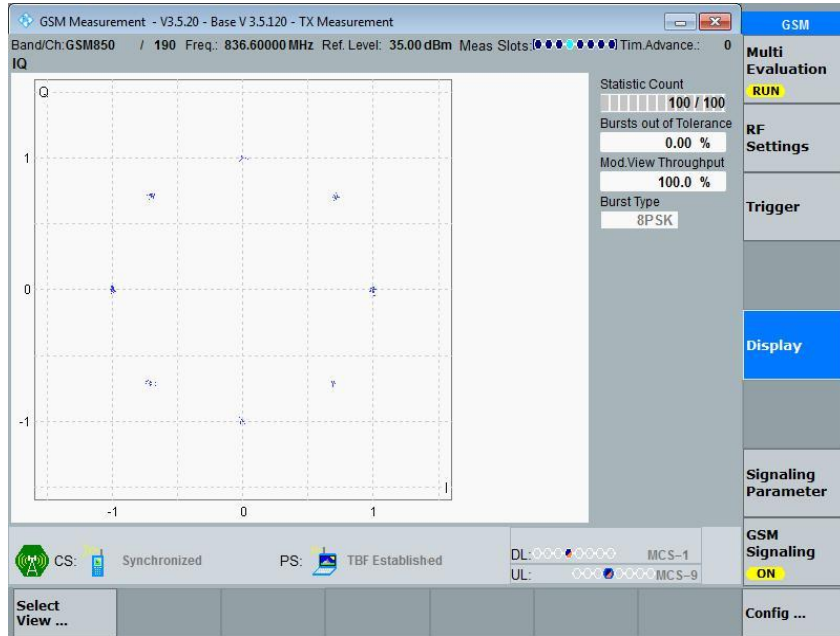 GSM Measurement - V3.5.20 - Base V 3.5.120 - TX Measurement
GSM
Band/Ch: GSM850 / 190 Freq.: 836.60000 MHz Ref. Level: 35.00 dBm Meas Slots: Tim.Advance.: 0
IQ
Multi
Evaluation
RUN
Statistic Count
100 / 100
Bursts out of Tolerance
0.00 %
Mod.View Throughput
100.0 %
Burst Type
8PSK
Q
1
0
-1
I
-1 0 1
RF
Settings
Trigger
Display
Signaling
Parameter
GSM
Signaling
ON
CS: Synchronized PS: TBF Established
DL: MCS-1
UL: MCS-9
Select
View ...
Config ...